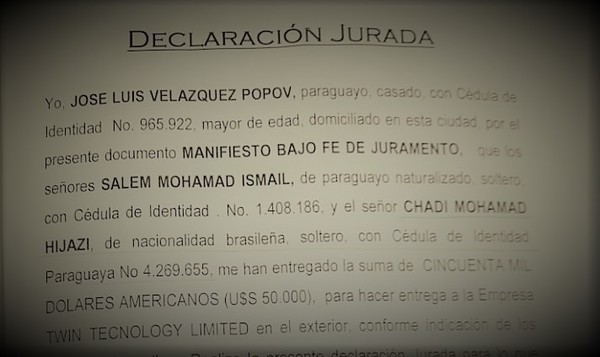 DECLARACIÓN JURADA
Yo, JOSE LUIS VELAZQUEZ POPOV, paraguayo, casado, con Cédula de
Identidad No. 965.922, mayor de edad, domiciliado en esta ciudad, por el
presente documento MANIFIESTO BAJO FE DE JURAMENTO, que los
señores SALEM MOHAMAD ISMAIL, de paraguayo naturalizado, soltero,
con Cédula de Identidad . No. 1.408.186, y el señor CHADI MOHAMAD
HIJAZI, de nacionalidad brasileña, soltero, con Cédula de Identidad
Paraguaya No 4.269.655, me han entregado la suma de CINCUENTA MIL
DOLARES AMERICANOS (US$ 50.000), para hacer entrega a la Empresa
TWIN TECNOLOGY LIMITED en el exterior, conforme indicación de los
presente declaración Jurada